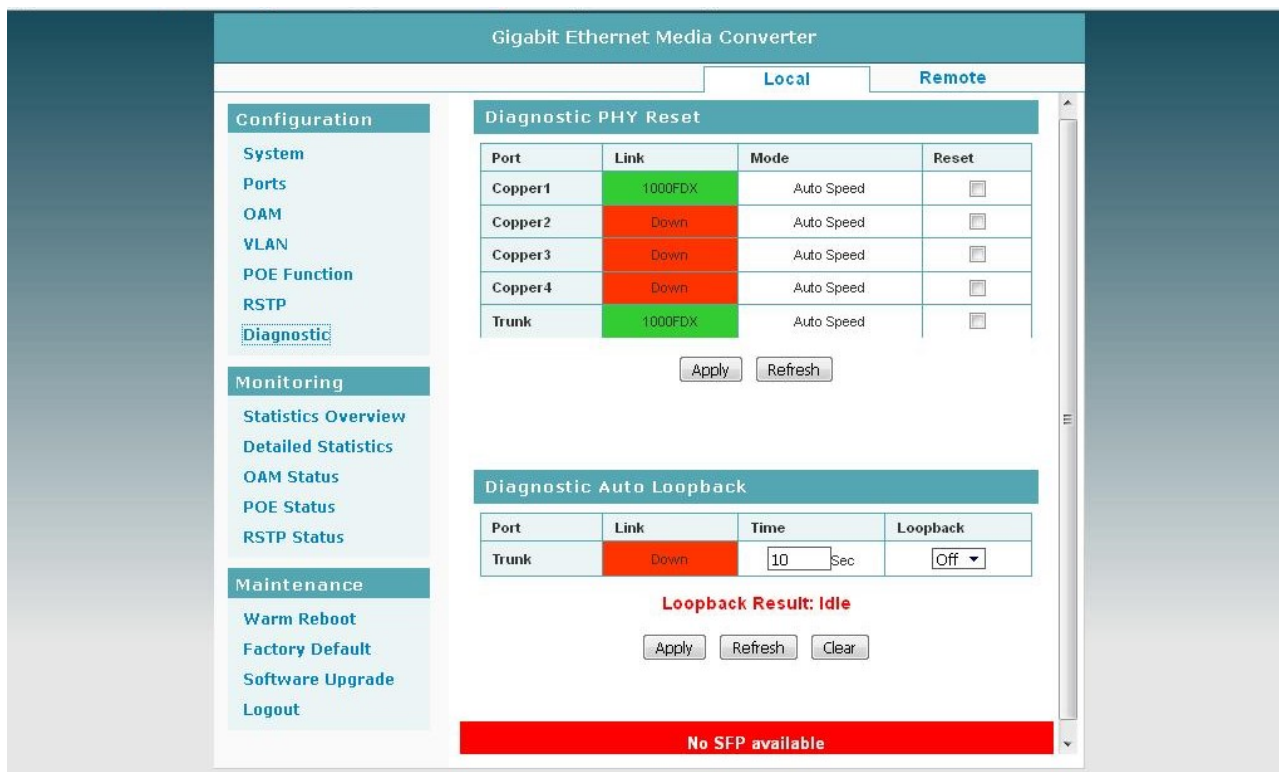 Gigabit Ethernet Media Converter
Local Remote
Configuration
System
Ports
OAM
VLAN
POE Function
RSTP
Diagnostic
Monitoring
Statistics Overview
Detailed Statistics
OAM Status
POE Status
RSTP Status
Maintenance
Warm Reboot
Factory Default
Software Upgrade
Logout
Diagnostic PHY Reset
Port Link Mode Reset
Copper1 1000FDX Auto Speed
Copper2 Down Auto Speed
Copper3 Down Auto Speed
Copper4 Down Auto Speed
Trunk 1000FDX Auto Speed
Apply Refresh
Diagnostic Auto Loopback
Port Link Time Loopback
Trunk Down 10 Sec Off
Loopback Result: Idle
Apply Refresh Clear
No SFP available